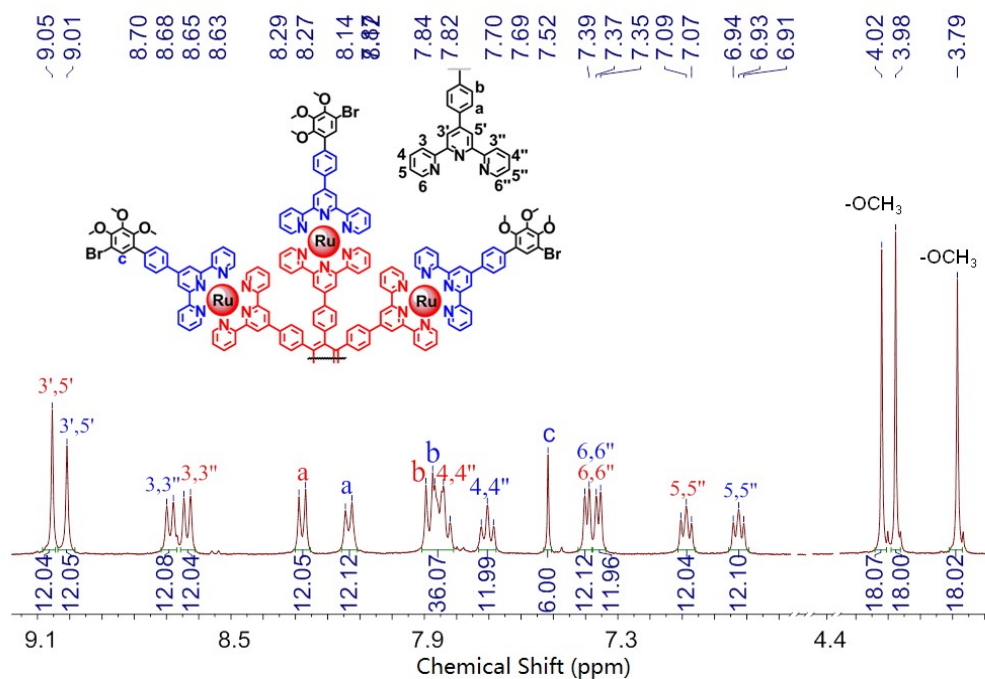 9.05 9.01 8.70 8.68 8.65 8.63 8.29 8.27 8.14 7.84 7.82 7.70 7.69 7.52 7.39 7.37 7.35 7.09 7.07 6.94 6.93 6.91 4.02 3.98 3.79
b
a
3' 5'
3 3''
4 4''
N
5 N N 5''
6 6''
O O Br
O
N
N N
Ru
N N
N
O O
O
Br
c
N
N
N
Ru
N
N
N
O O
O
Br
N
N
N
Ru
N
N
N
-OCH3
-OCH3
3',5'
3',5'
3,3''
3,3''
a
a
b
b
4,4''
4,4''
c
6,6''
6,6''
5,5''
5,5''
12.04 12.05 12.08 12.04 12.05 12.12 36.07 11.99 6.00 12.12 11.96 12.04 12.10 18.07 18.00 18.02
9.1 8.5 7.9 7.3 4.4
Chemical Shift (ppm)